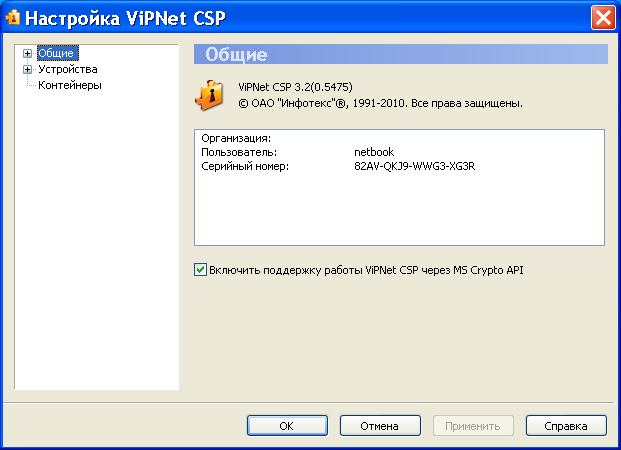 Настройка ViPNet CSP
Общие
Устройства
Контейнеры
Общие
ViPNet CSP 3.2(0.5475)
© ОАО "Инфотекс"®, 1991-2010. Все права защищены.
Организация:
Пользователь: netbook
Серийный номер: 82AV-QKJ9-WWG3-XG3R
Включить поддержку работы ViPNet CSP через MS Crypto API
OK Отмена Применить Справка